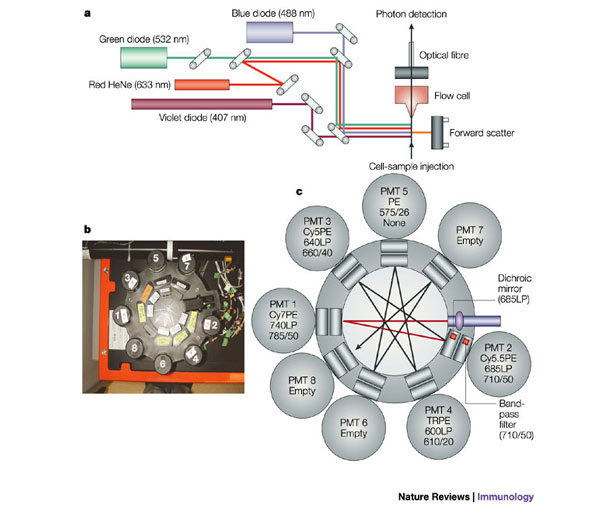 a
Blue diode (488 nm)
Photon detection
Green diode (532 nm)
Optical fibre
Red HeNe (633 nm)
Flow cell
Violet diode (407 nm)
Forward scatter
Cell-sample injection
b
5
7
3
1
2
8
6
c
PMT 5
PE
575/26
None
PMT 3
Cy5PE
640LP
660/40
PMT 7
Empty
Dichroic
mirror
(685LP)
PMT 1
Cy7PE
740LP
785/50
PMT 2
Cy5.5PE
685LP
710/50
PMT 8
Empty
PMT 6
Empty
PMT 4
TRPE
600LP
610/20
Band-
pass
filter
(710/50)
Nature Reviews | Immunology